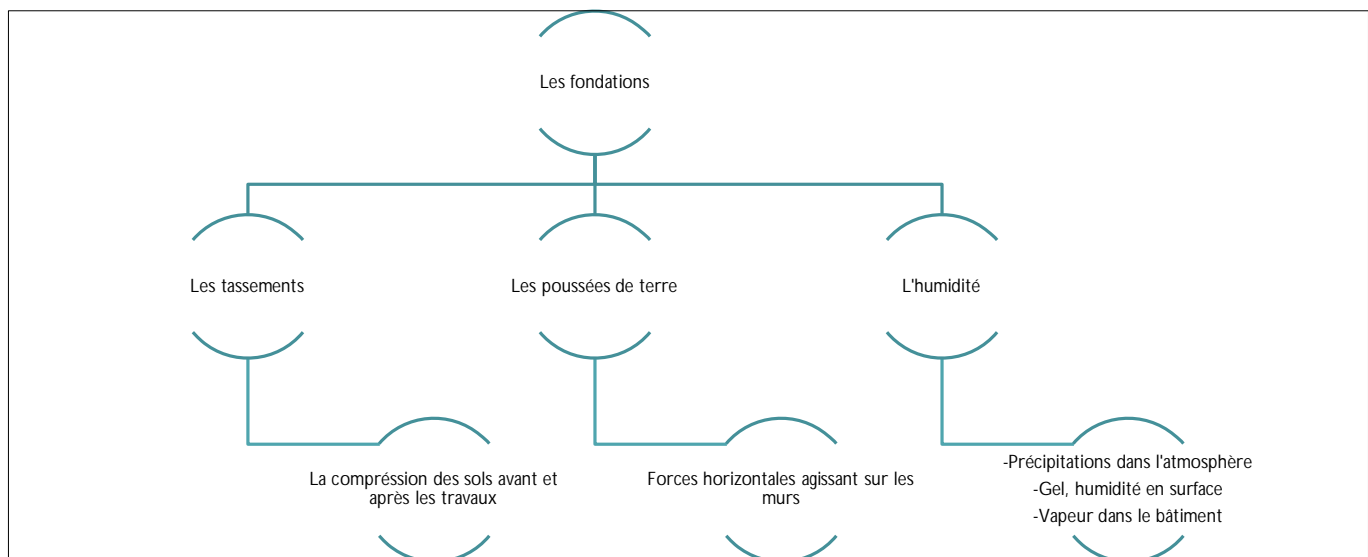 Les fondations
Les tassements
Les poussées de terre
L'humidité
La compréssion des sols avant et
après les travaux
Forces horizontales agissant sur les
murs
-Précipitations dans l'atmosphère
-Gel, humidité en surface
-Vapeur dans le bâtiment